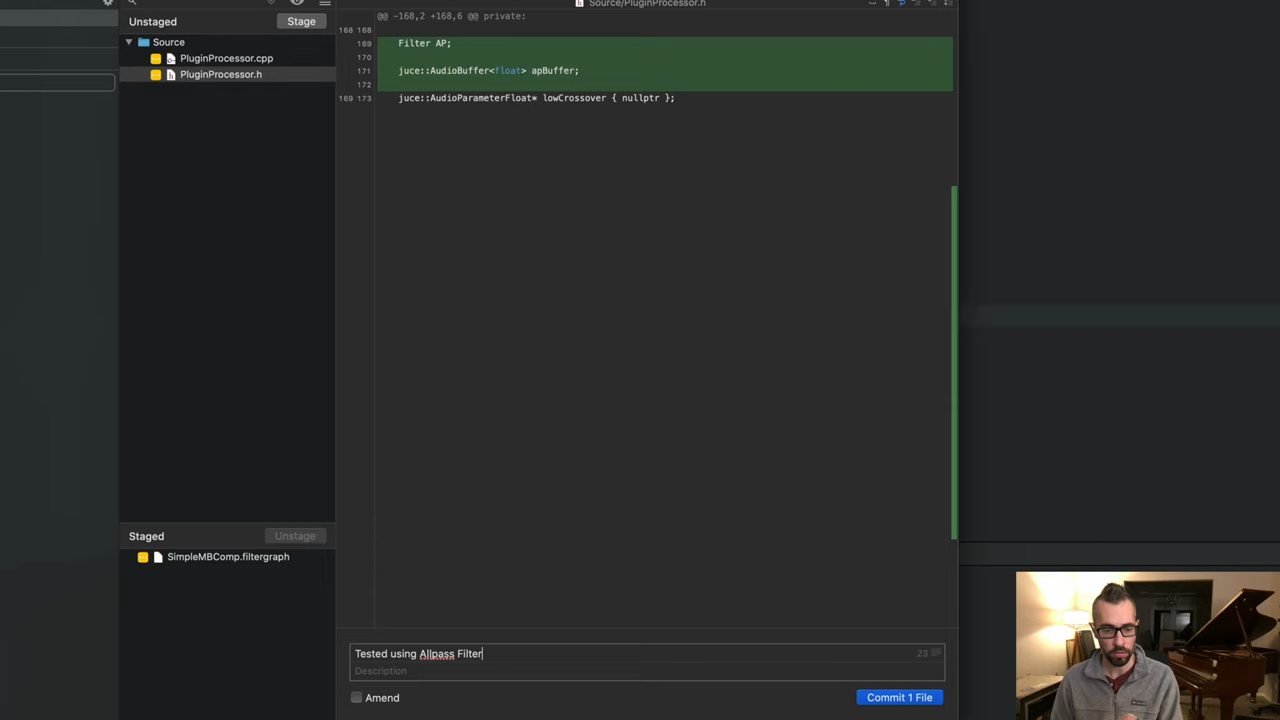 Source/PluginProcessor.h
Unstaged Stage
@@ -168,2 +168,6 @@ private:
Source
168 168
169 Filter AP;
PluginProcessor.cpp
170
171 juce::AudioBuffer<float> apBuffer;
PluginProcessor.h
172
169 173 juce::AudioParameterFloat* lowCrossover { nullptr };
Staged Unstage
SimpleMBComp.filtergraph
Tested using Allpass Filter 23
Description
Amend Commit 1 File